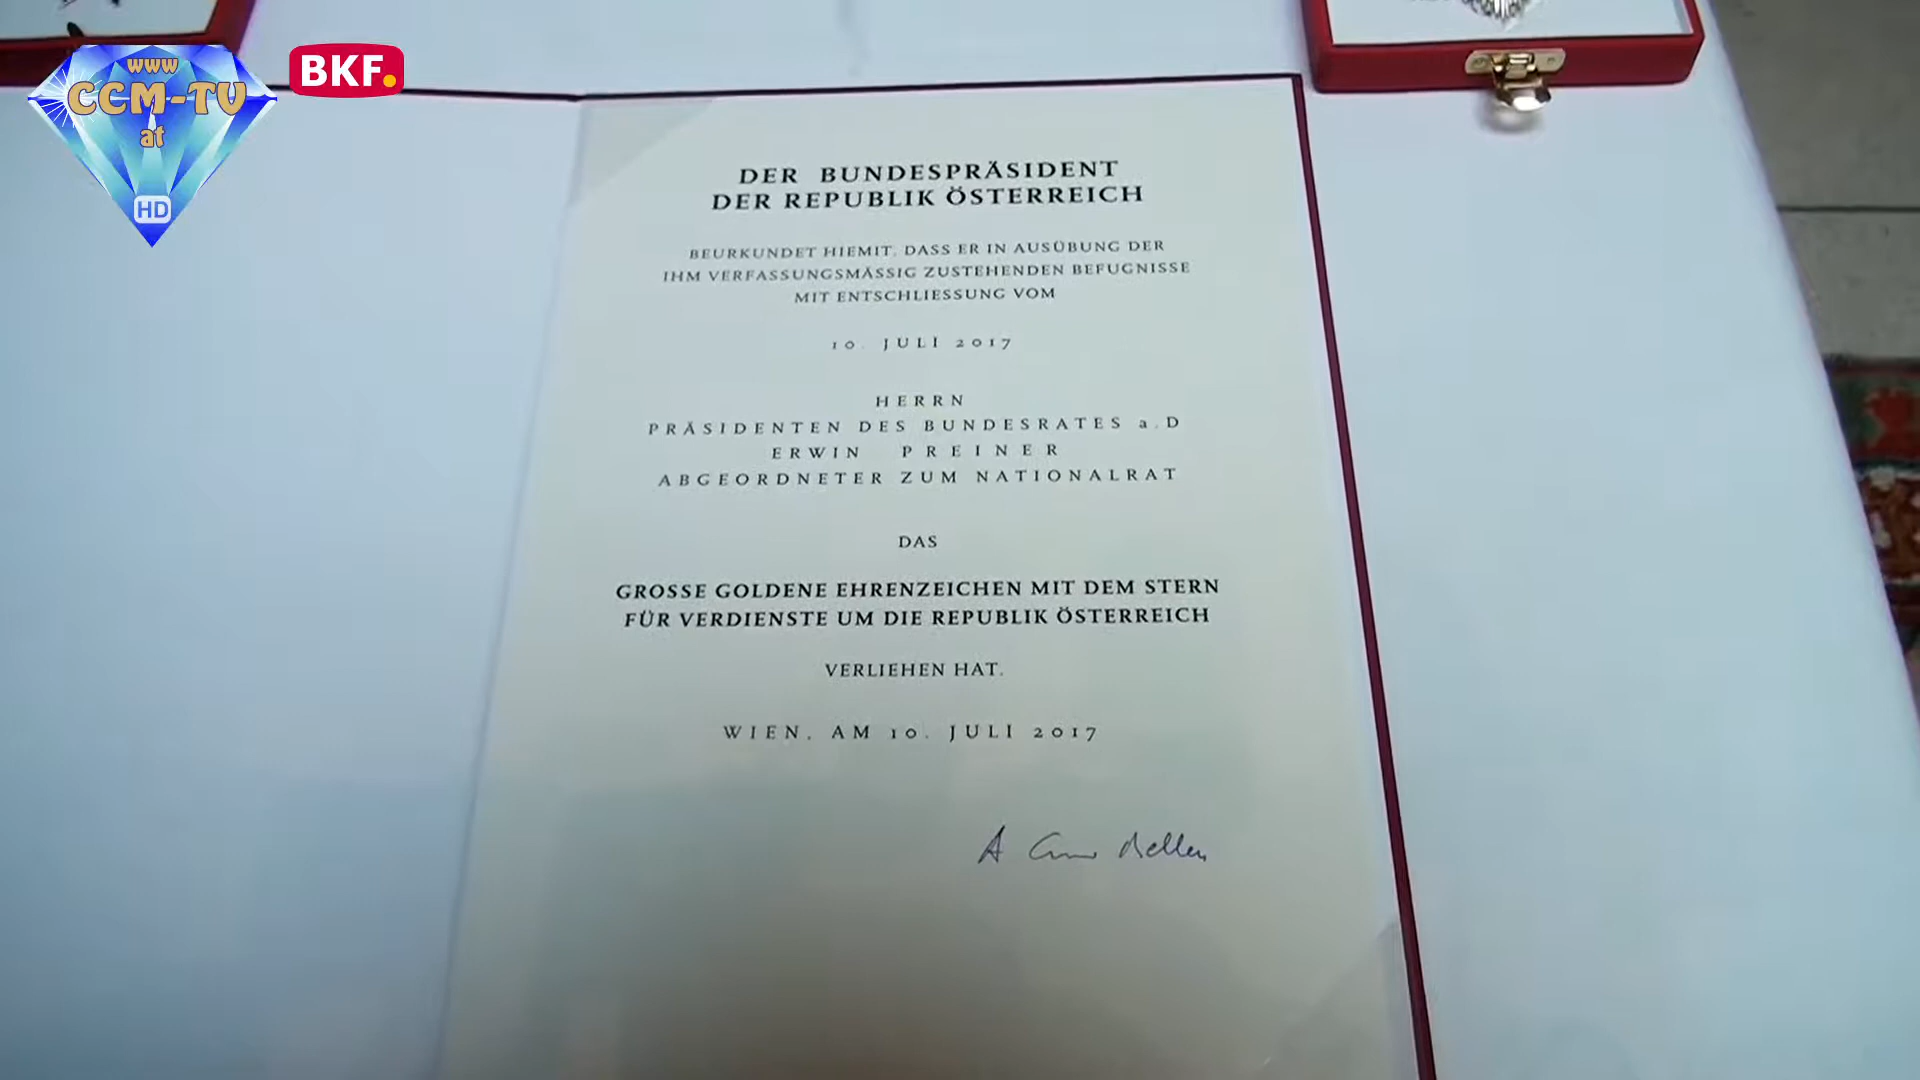 www
CCM-TV
at
HD
BKF.
DER BUNDESPRÄSIDENT
DER REPUBLIK ÖSTERREICH
BEURKUNDET HIEMIT, DASS ER IN AUSÜBUNG DER
IHM VERFASSUNGSMÄSSIG ZUSTEHENDEN BEFUGNISSE
MIT ENTSCHLIESSUNG VOM
10. JULI 2017
HERRN
PRÄSIDENTEN DES BUNDESRATES a.D
ERWIN PREINER
ABGEORDNETER ZUM NATIONALRAT
DAS
GROSSE GOLDENE EHRENZEICHEN MIT DEM STERN
FÜR VERDIENSTE UM DIE REPUBLIK ÖSTERREICH
VERLIEHEN HAT.
WIEN, AM 10. JULI 2017